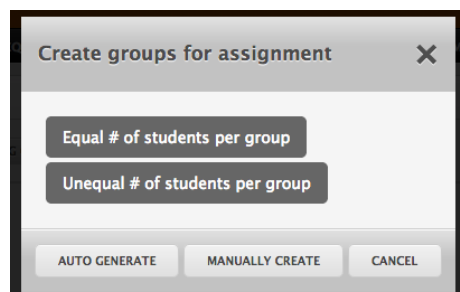 Create groups for assignment
Equal # of students per group
Unequal # of students per group
AUTO GENERATE MANUALLY CREATE CANCEL